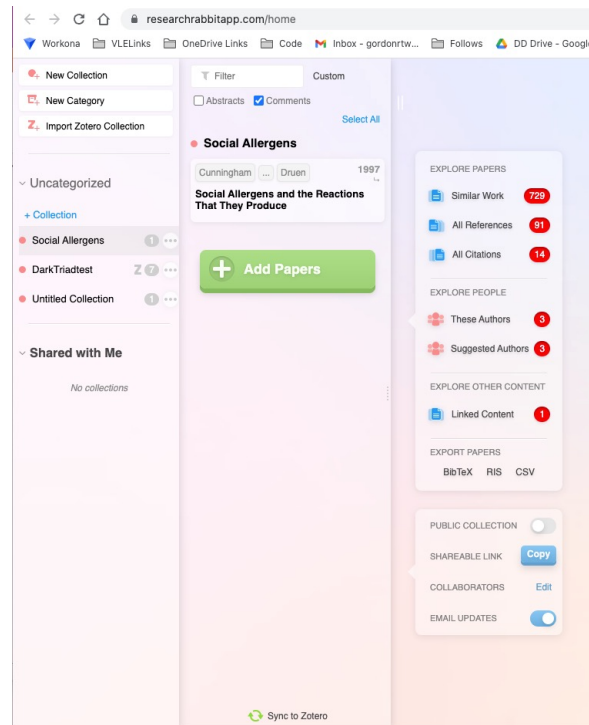 researchrabbitapp.com/home
Workona VLELinks OneDrive Links Code Inbox - gordonrtw... Follows DD Drive - Google
New Collection
New Category
Z+ Import Zotero Collection
Uncategorized
+ Collection
Social Allergens 1 •••
DarkTriadtest Z 7 •••
Untitled Collection 1 •••
Shared with Me
No collections
Filter Custom
Abstracts Comments
Select All
Social Allergens
Cunningham ... Druen 1997
Social Allergens and the Reactions
That They Produce
Add Papers
Sync to Zotero
EXPLORE PAPERS
Similar Work 729
All References 91
All Citations 14
EXPLORE PEOPLE
These Authors 3
Suggested Authors 3
EXPLORE OTHER CONTENT
Linked Content 1
EXPORT PAPERS
BibTeX RIS CSV
PUBLIC COLLECTION
SHAREABLE LINK Copy
COLLABORATORS Edit
EMAIL UPDATES